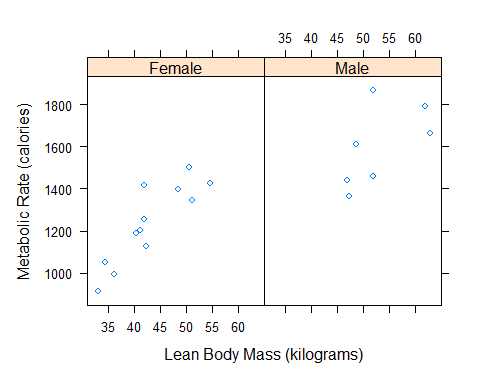 35 40 45 50 55 60
Female Male
1800
1600
1400
1200
1000
Metabolic Rate (calories)
35 40 45 50 55 60
Lean Body Mass (kilograms)